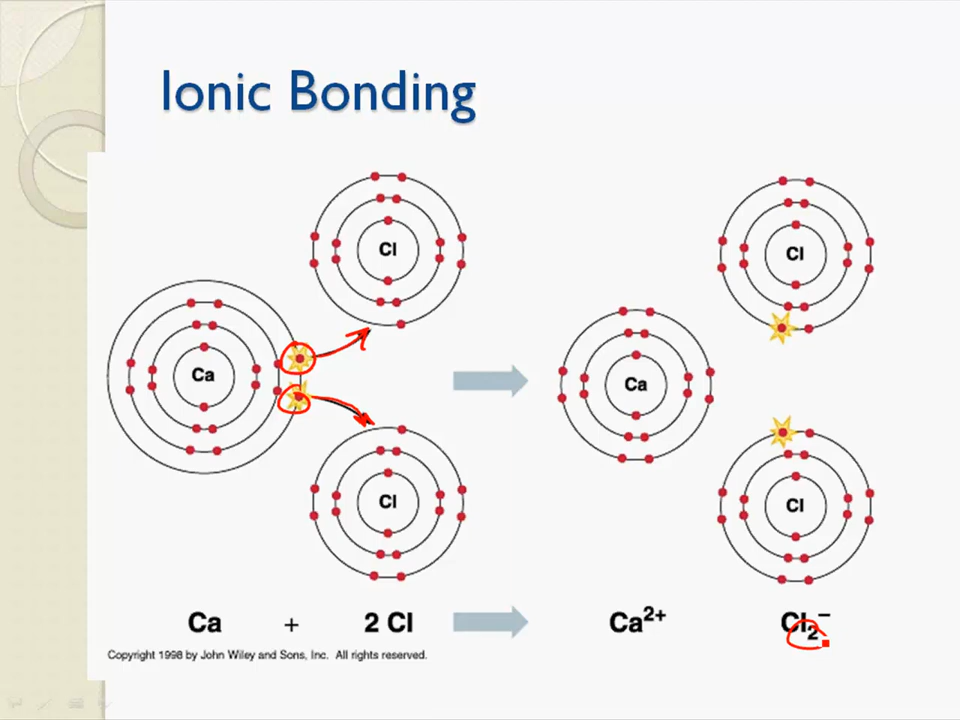 Ionic Bonding
Cl
Cl
Ca
Ca
Cl
Cl
Ca + 2 Cl Ca²⁺ Cl₂⁻
Copyright 1998 by John Wiley and Sons, Inc. All rights reserved.